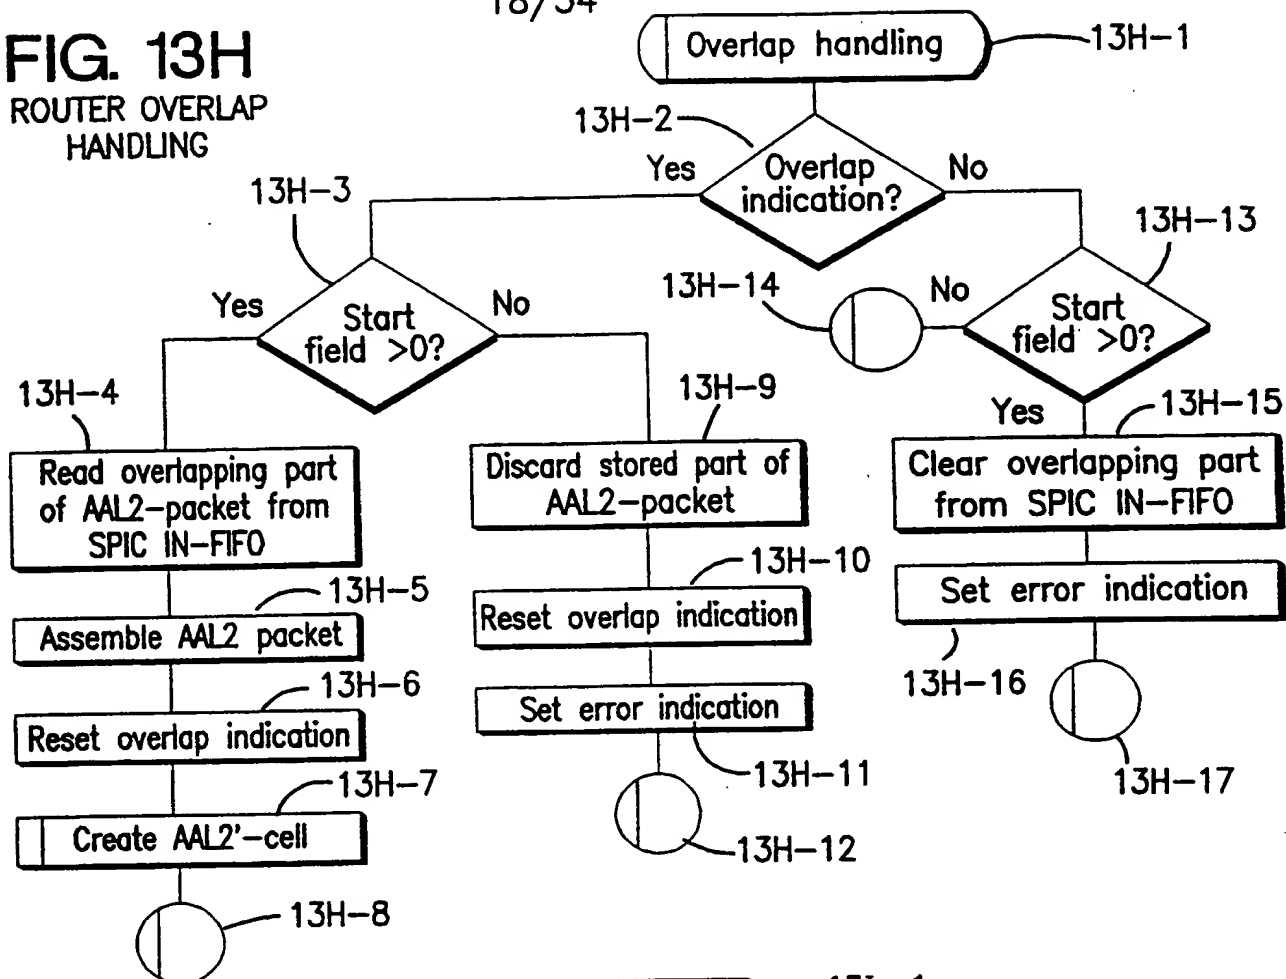 18/34
FIG. 13H
ROUTER OVERLAP
HANDLING
Overlap handling
13H-1
13H-2
Yes
Overlap
indication?
No
13H-3
13H-13
Yes
Start
field >0?
No
13H-14
No
Start
field >0?
Yes
13H-4
Read overlapping part
of AAL2-packet from
SPIC IN-FIFO
13H-5
Assemble AAL2 packet
13H-6
Reset overlap indication
13H-7
Create AAL2'-cell
13H-8
13H-9
Discard stored part of
AAL2-packet
13H-10
Reset overlap indication
Set error indication
13H-11
13H-12
13H-15
Clear overlapping part
from SPIC IN-FIFO
Set error indication
13H-16
13H-17